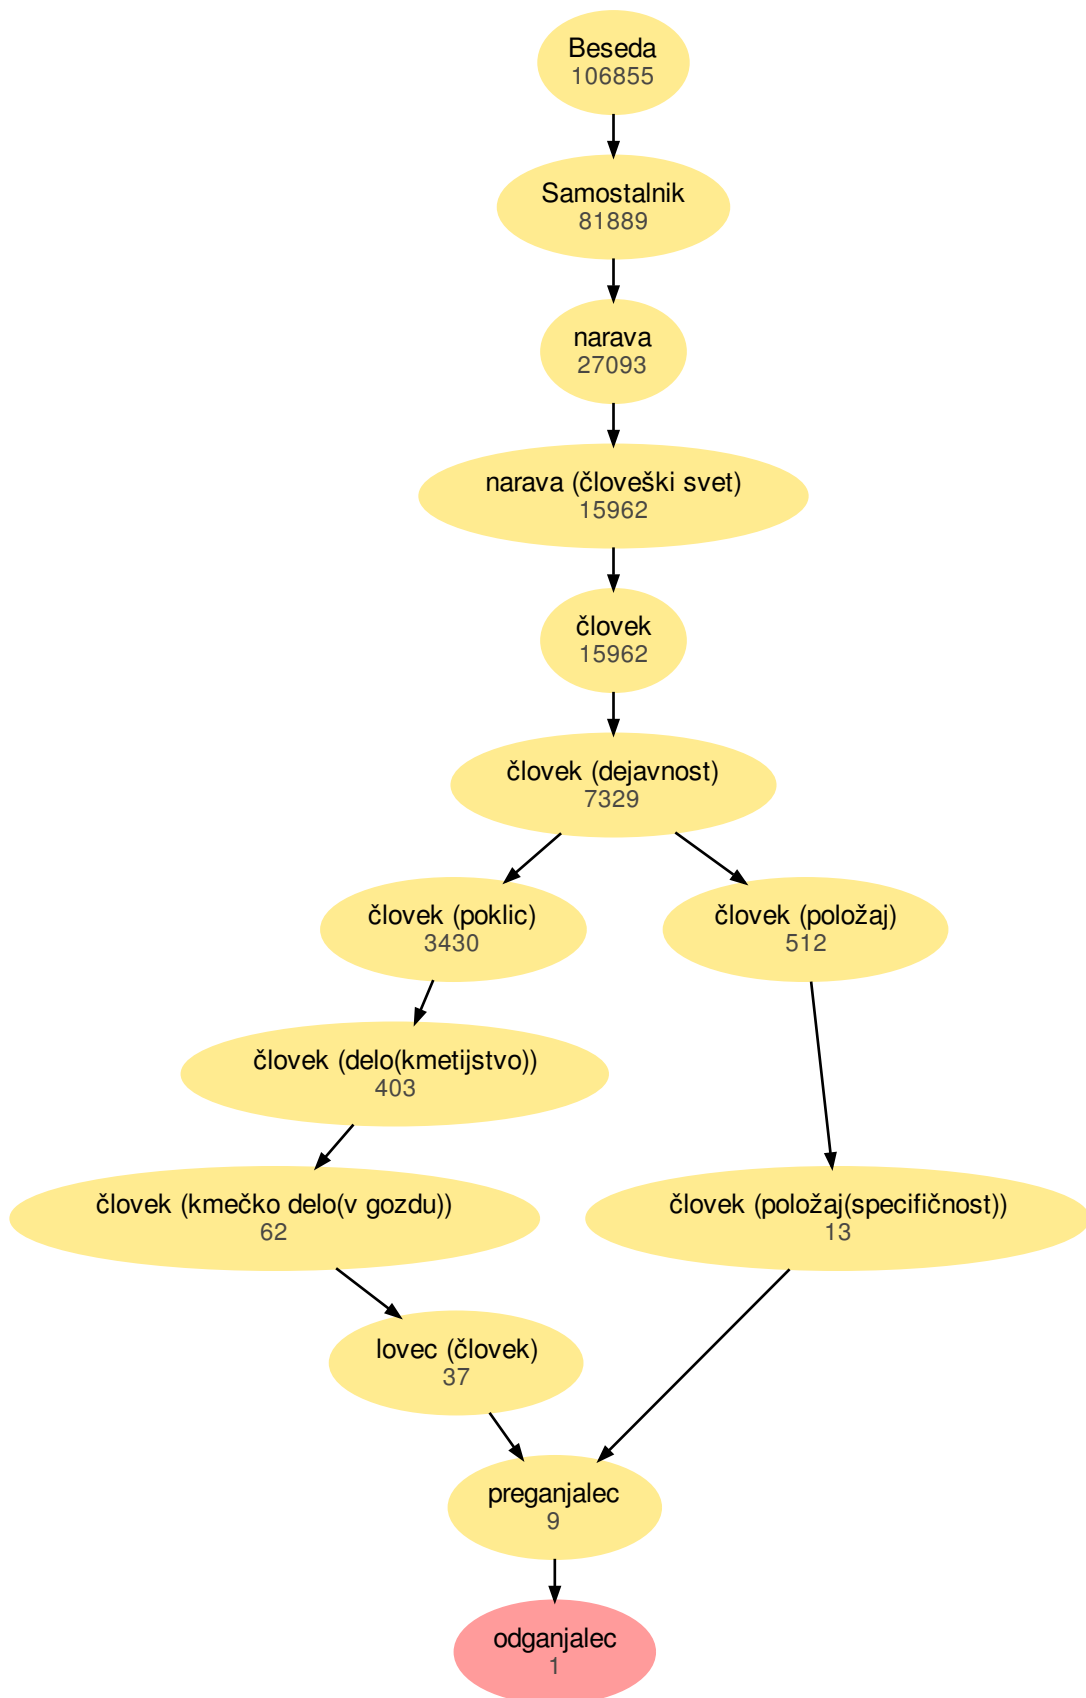 Beseda
106855
Samostalnik
81889
narava
27093
narava (človeški svet)
15962
človek
15962
človek (dejavnost)
7329
človek (poklic)
3430
človek (položaj)
512
človek (delo(kmetijstvo))
403
človek (kmečko delo(v gozdu))
62
človek (položaj(specifičnost))
13
lovec (človek)
37
preganjalec
9
odganjalec
1